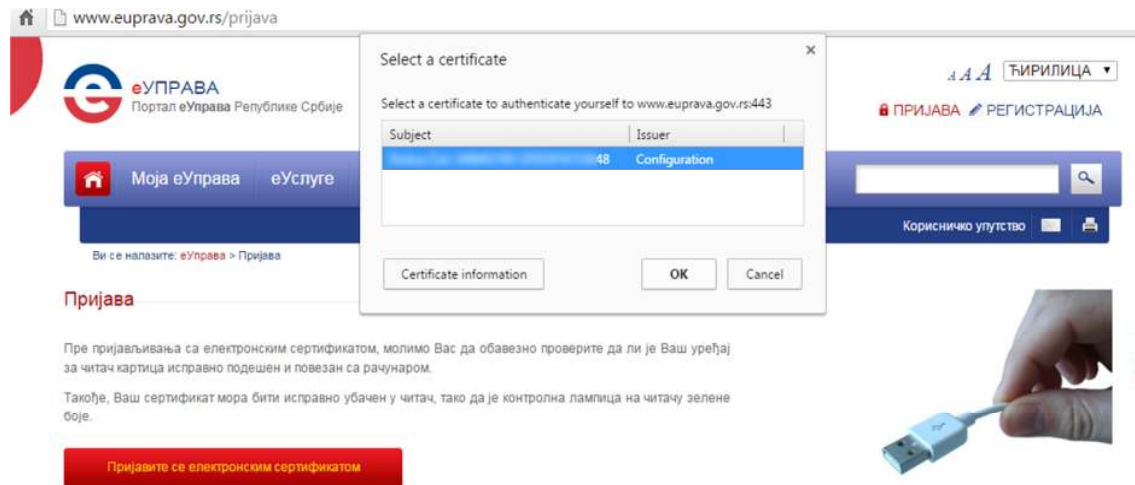 www.euprava.gov.rs/prijava
еУПРАВА
Портал еУправа Републике Србије
A A A ЋИРИЛИЦА
ПРИЈАВА РЕГИСТРАЦИЈА
Select a certificate
Select a certificate to authenticate yourself to www.euprava.gov.rs:443
Subject Issuer
48 Configuration
Certificate information OK Cancel
Моја еУправа еУслуге
Корисничко упутство
Ви се налазите: еУправа > Пријава
Пријава
Пре пријављивања са електронским сертификатом, молимо Вас да обавезно проверите да ли је Ваш уређај
за читач картица исправно подешен и повезан са рачунаром.
Такође, Ваш сертификат мора бити исправно убачен у читач, тако да је контролна лампица на читачу зелене
боје.
Пријавите се електронским сертификатом